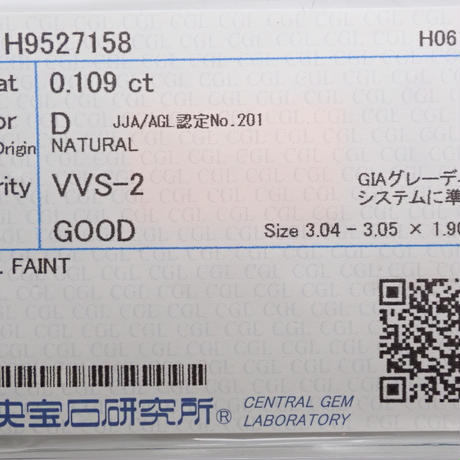 H9527158 H06
at 0.109 ct
or D JJA/AGL認定No.201
Origin NATURAL
rity VVS-2 GIAグレーデ
システムに準
GOOD Size 3.04 - 3.05 × 1.90
. FAINT
央宝石研究所® CENTRAL GEM
LABORATORY